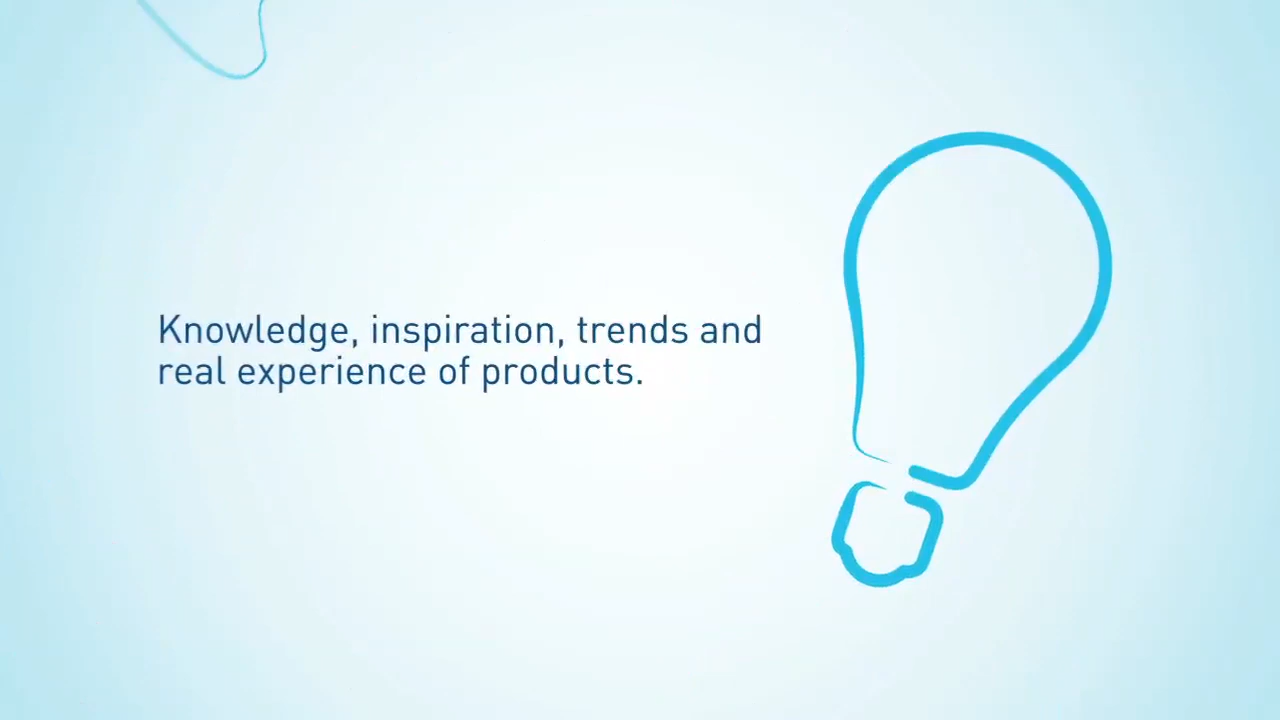 Knowledge, inspiration, trends and
real experience of products.